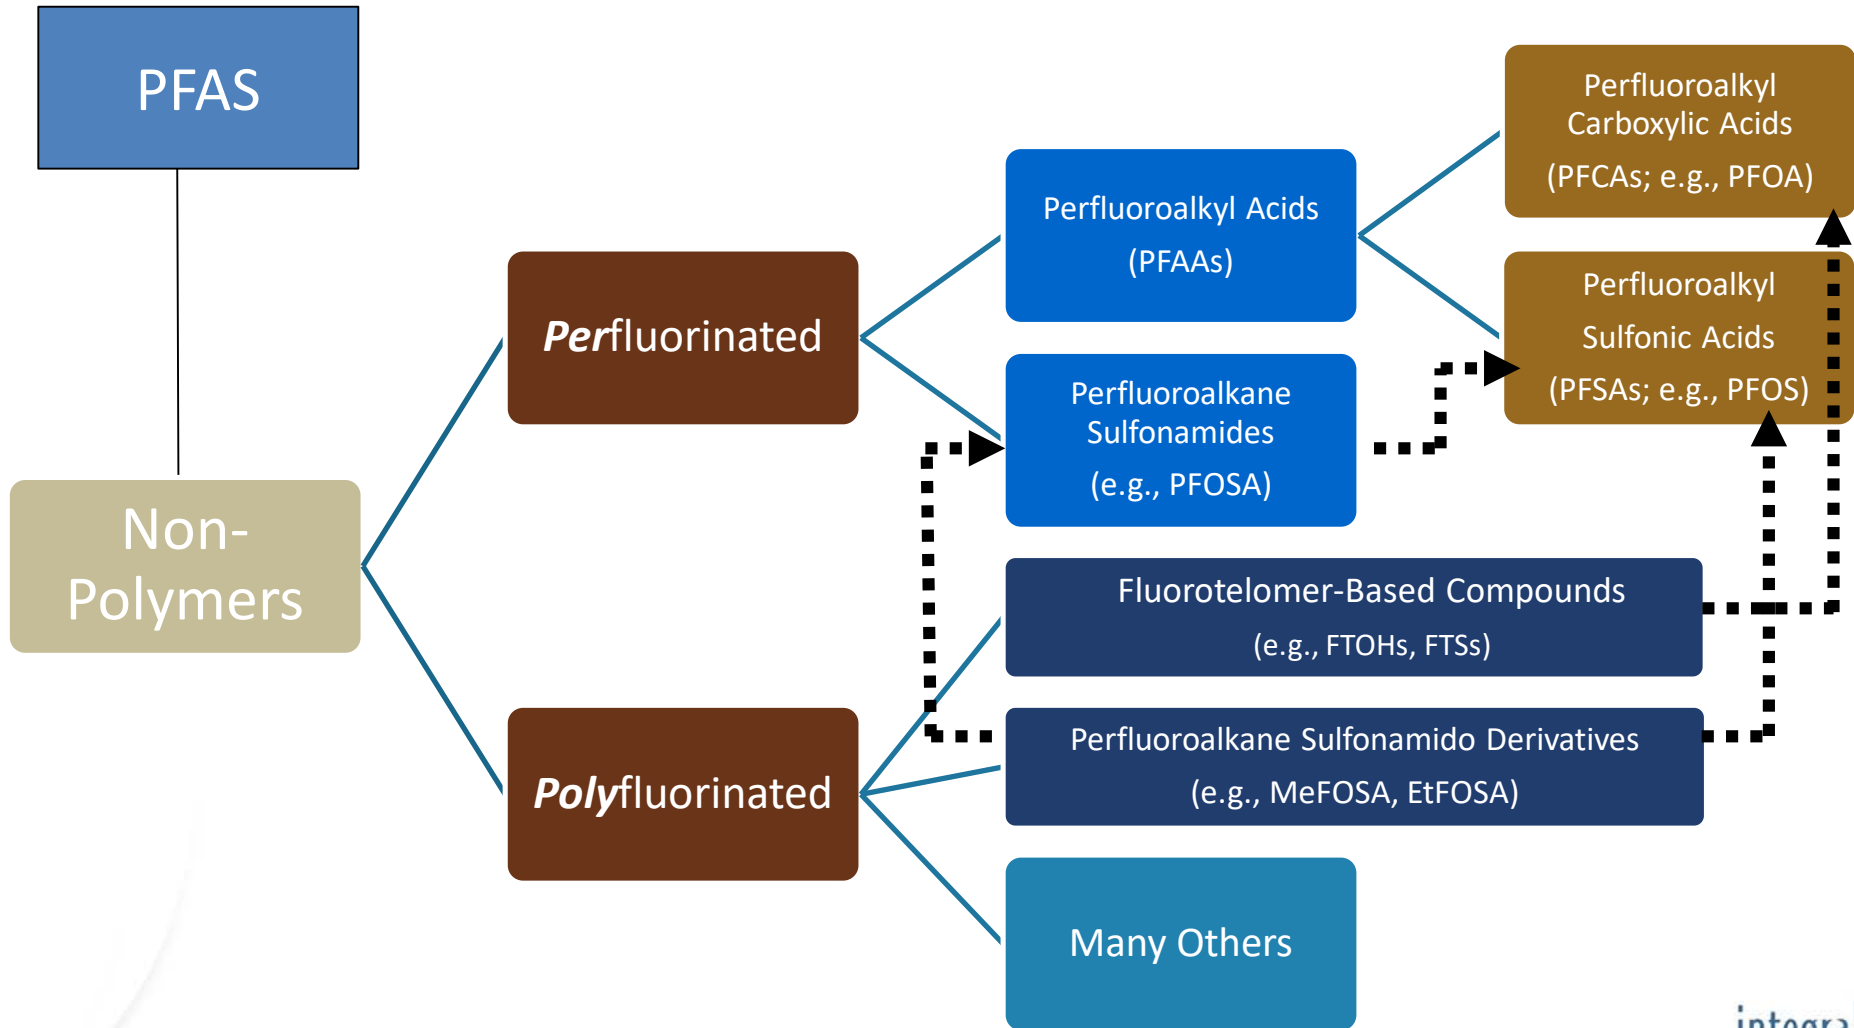 PFAS
Non-
Polymers
Perfluorinated
Polyfluorinated
Perfluoroalkyl Acids
(PFAAs)
Perfluoroalkane
Sulfonamides
(e.g., PFOSA)
Fluorotelomer-Based Compounds
(e.g., FTOHs, FTSs)
Perfluoroalkane Sulfonamido Derivatives
(e.g., MeFOSA, EtFOSA)
Many Others
Perfluoroalkyl
Carboxylic Acids
(PFCAs; e.g., PFOA)
Perfluoroalkyl
Sulfonic Acids
(PFSAs; e.g., PFOS)